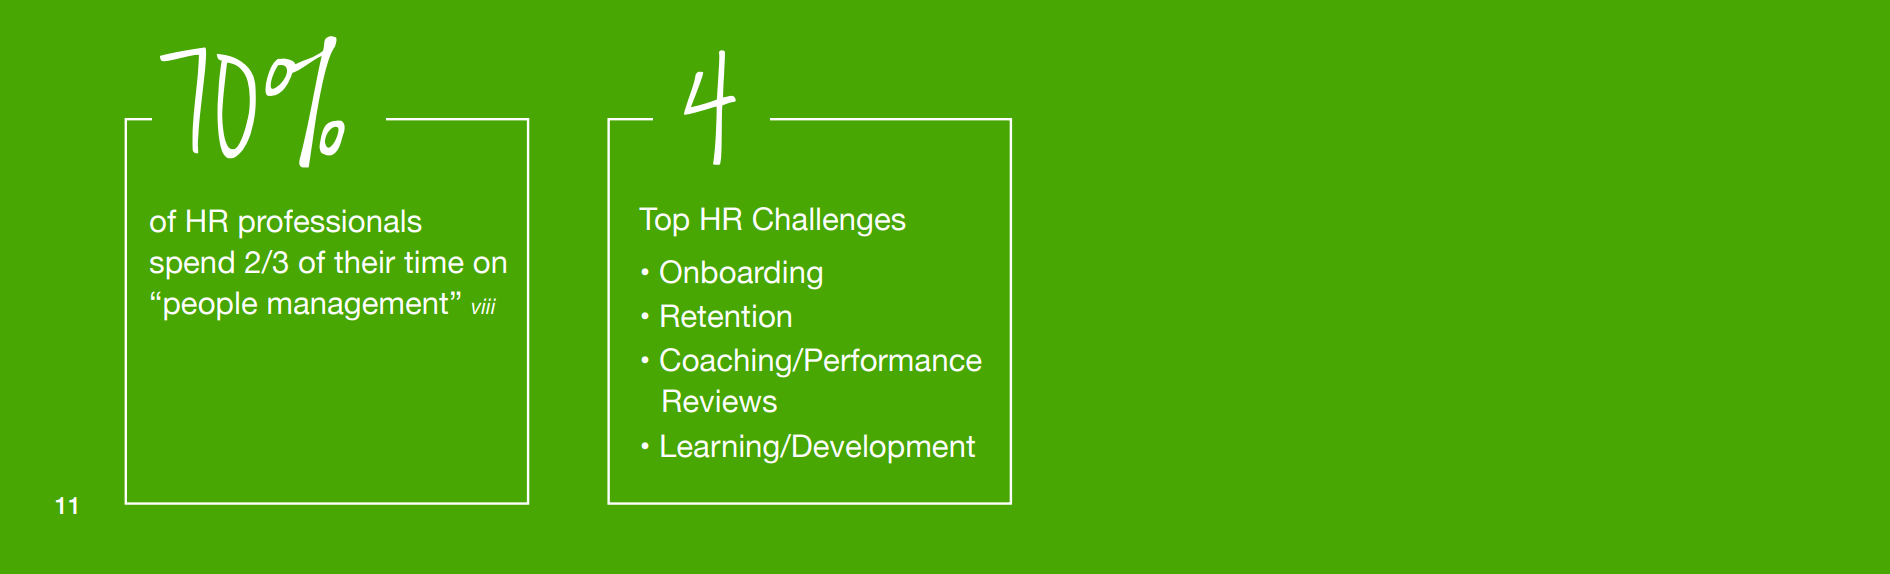 70%
of HR professionals
spend 2/3 of their time on
“people management” viii
4
Top HR Challenges
• Onboarding
• Retention
• Coaching/Performance
Reviews
• Learning/Development
11